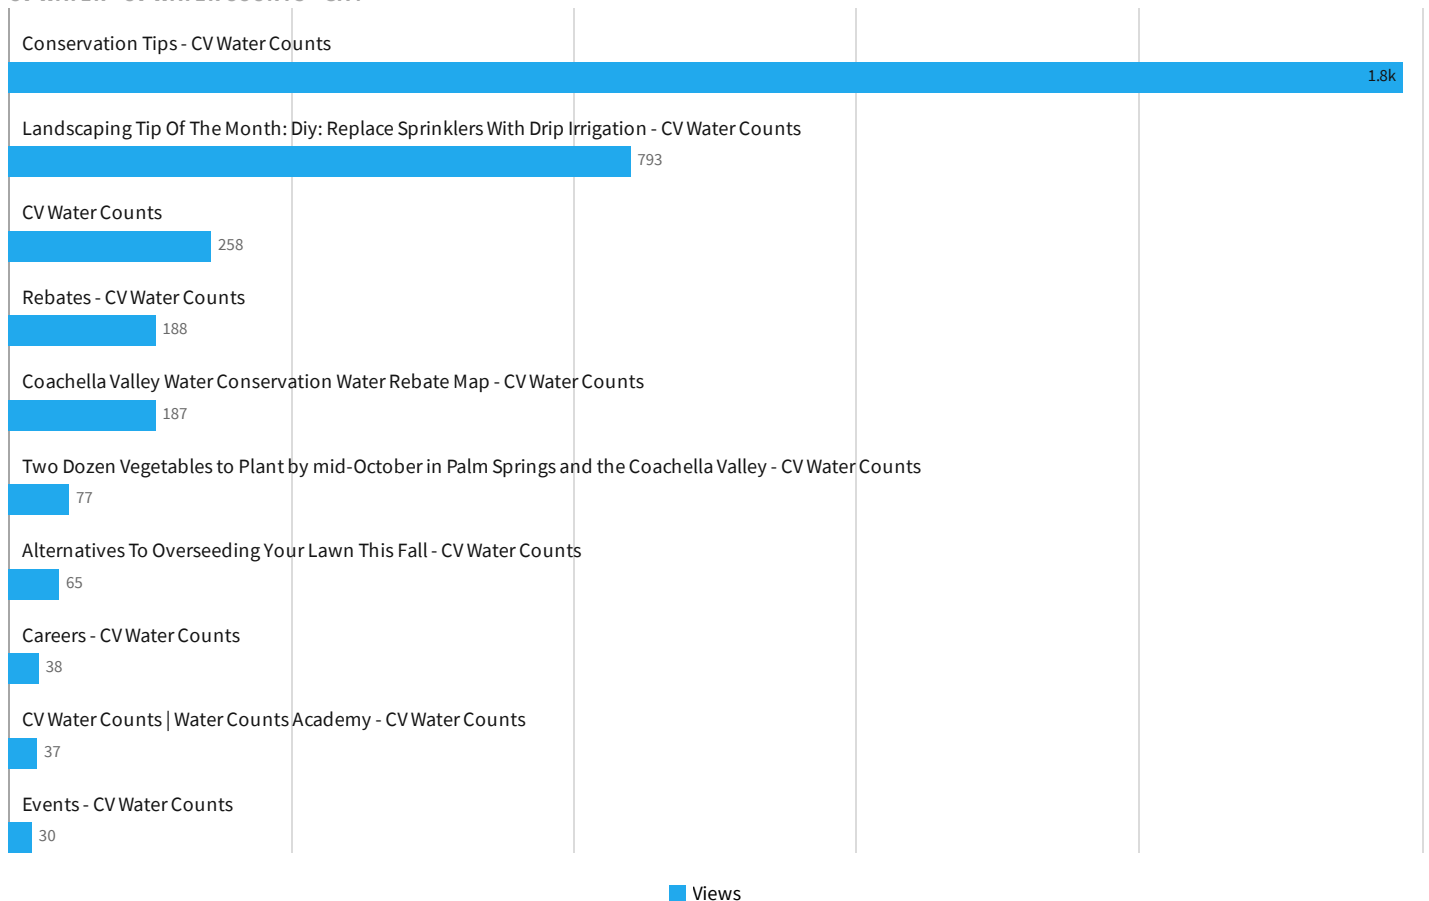 Conservation Tips - CV Water Counts
1.8k
Landscaping Tip Of The Month: Diy: Replace Sprinklers With Drip Irrigation - CV Water Counts
793
CV Water Counts
258
Rebates - CV Water Counts
188
Coachella Valley Water Conservation Water Rebate Map - CV Water Counts
187
Two Dozen Vegetables to Plant by mid-October in Palm Springs and the Coachella Valley - CV Water Counts
77
Alternatives To Overseeding Your Lawn This Fall - CV Water Counts
65
Careers - CV Water Counts
38
CV Water Counts | Water Counts Academy - CV Water Counts
37
Events - CV Water Counts
30
Views